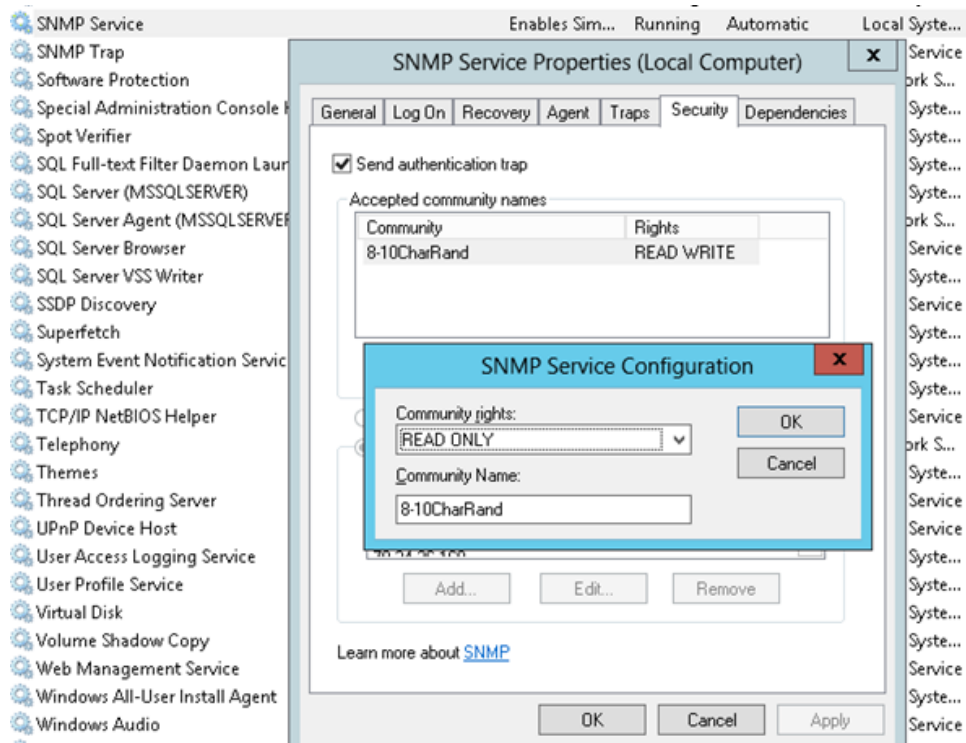 SNMP Service Enables Sim... Running Automatic Local Syste...
SNMP Trap Service
Software Protection ork S...
Special Administration Console H Syste...
Spot Verifier Syste...
SQL Full-text Filter Daemon Laun Syste...
SQL Server (MSSQLSERVER) Syste...
SQL Server Agent (MSSQLSERVER ork S...
SQL Server Browser Service
SQL Server VSS Writer Syste...
SSDP Discovery Service
Superfetch Syste...
System Event Notification Servic Syste...
Task Scheduler Syste...
TCP/IP NetBIOS Helper Service
Telephony ork S...
Themes Syste...
Thread Ordering Server Service
UPnP Device Host Service
User Access Logging Service Syste...
User Profile Service Syste...
Virtual Disk Syste...
Volume Shadow Copy Syste...
Web Management Service Service
Windows All-User Install Agent Syste...
Windows Audio Service
SNMP Service Properties (Local Computer) x
General Log On Recovery Agent Traps Security Dependencies
Send authentication trap
Accepted community names
Community Rights
8-10CharRand READ WRITE
SNMP Service Configuration x
Community rights:
READ ONLY
OK
Cancel
Community Name:
8-10CharRand
Add... Edit... Remove
Learn more about SNMP
OK Cancel Apply